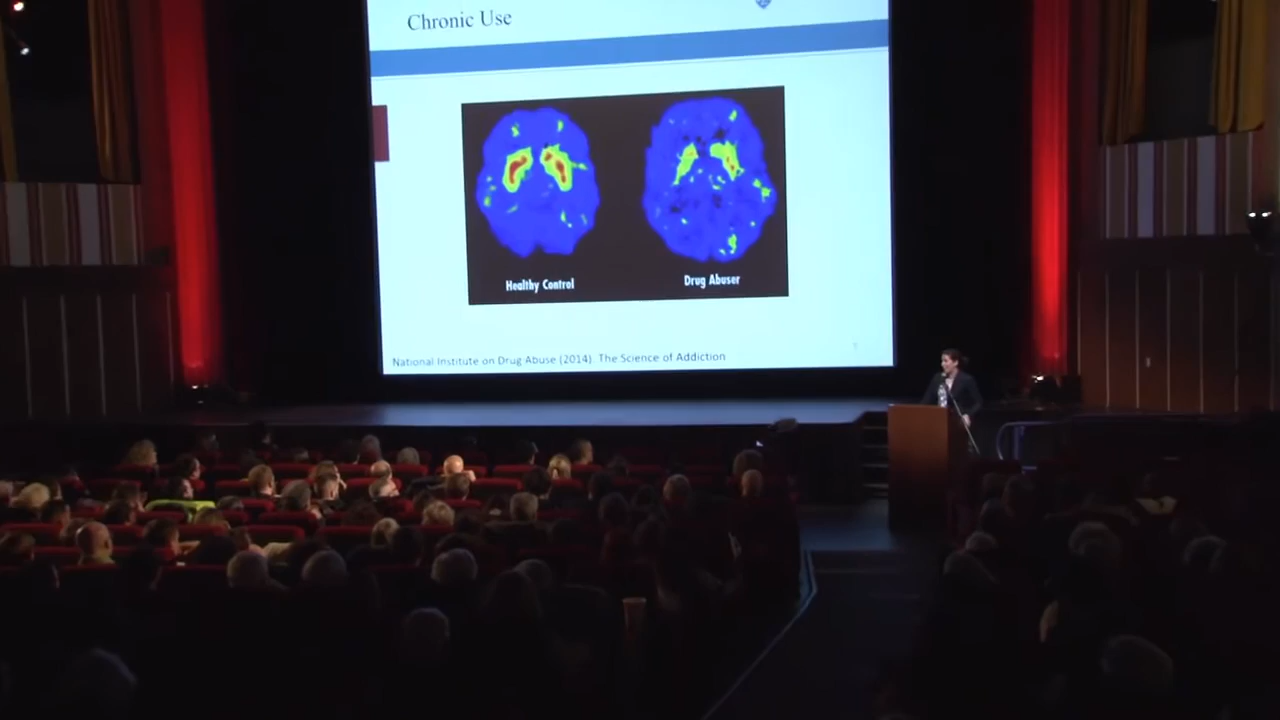 Chronic Use
Healthy Control
Drug Abuser
National Institute on Drug Abuse (2014). The Science of Addiction